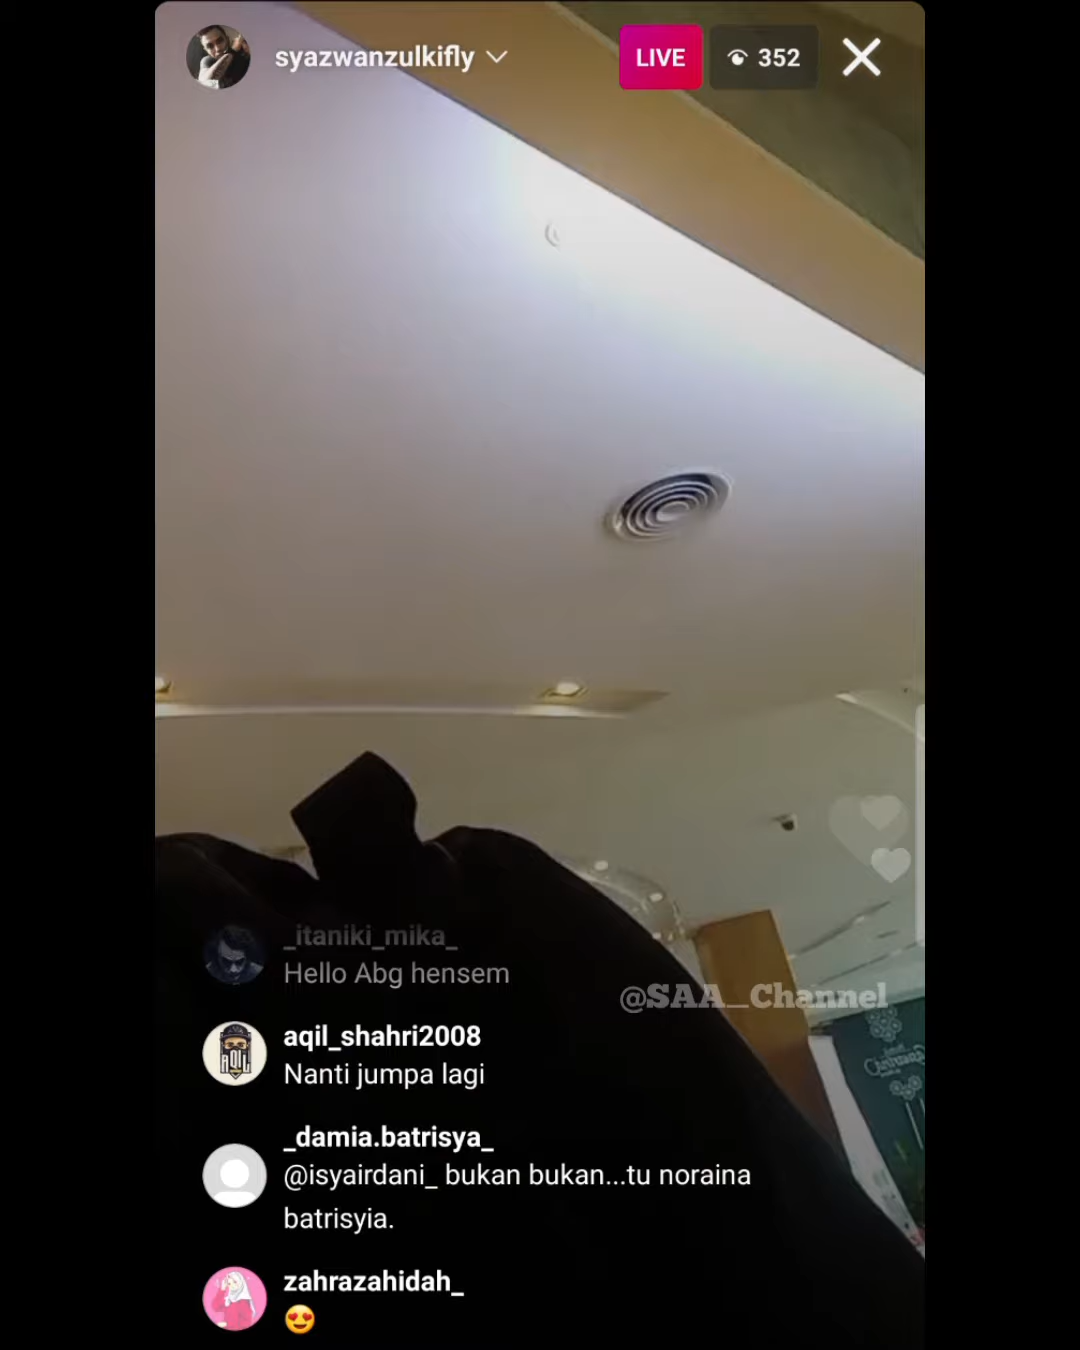 syazwanzulkifly
LIVE
352
_itaniki_mika_
Hello Abg hensem
@SAA_Channel
aqil_shahri2008
Nanti jumpa lagi
AQIL
_damia.batrisya_
@isyairdani_ bukan bukan...tu noraina
batrisyia.
zahrazahidah_
😍